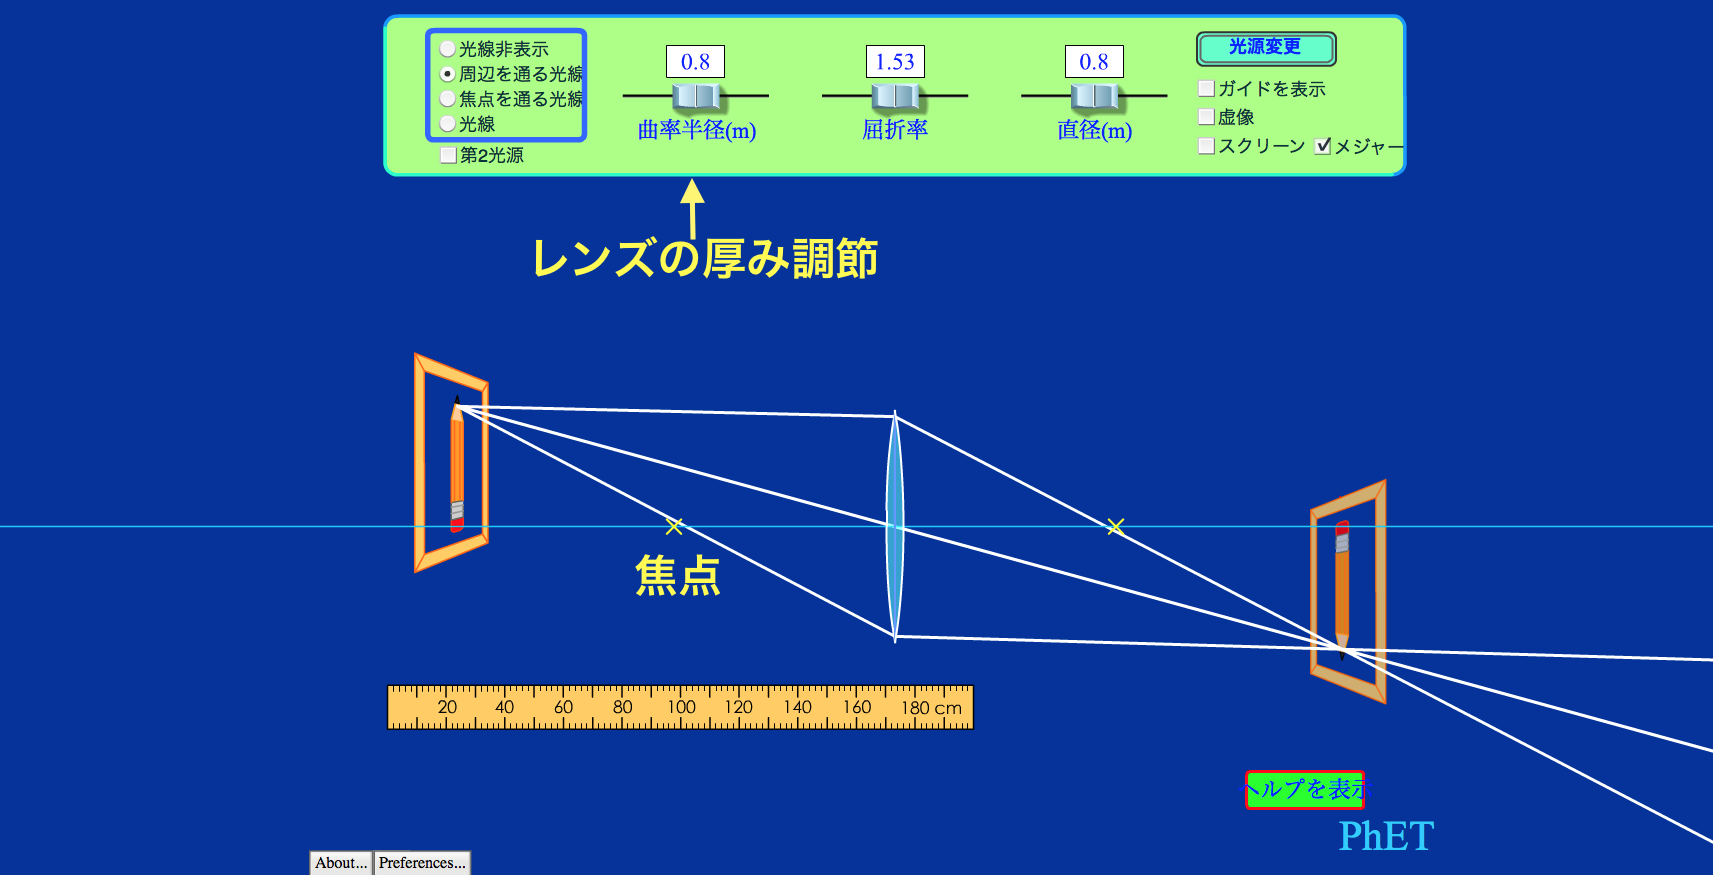 光線非表示
周辺を通る光線
焦点を通る光線
光線
第2光源
0.8
曲率半径(m)
1.53
屈折率
0.8
直径(m)
光源変更
ガイドを表示
虚像
スクリーン メジャー
レンズの厚み調節
焦点
20 40 60 80 100 120 140 160 180 cm
ヘルプを表示
PhET
About... Preferences...